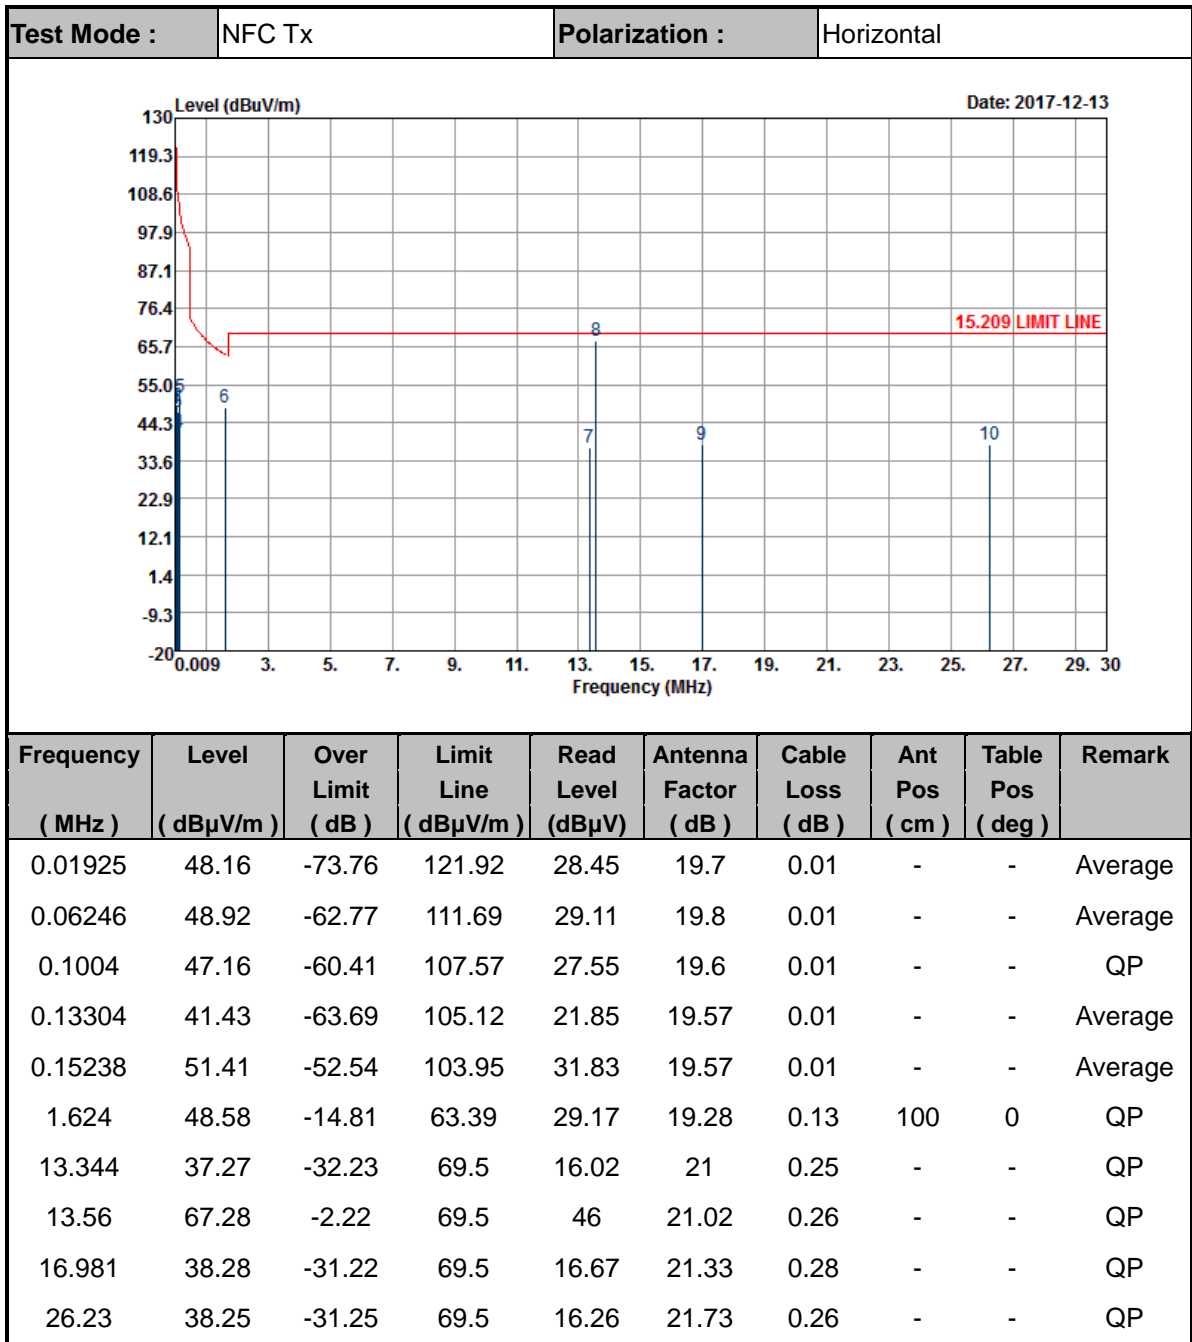 Test Mode : NFC Tx Polarization : Horizontal
Level (dBuV/m) Date: 2017-12-13
130
119.3
108.6
97.9
87.1
76.4
15.209 LIMIT LINE
8
65.7
55.0 5
6
44.3
7 9 10
33.6
22.9
12.1
1.4
-9.3
-20
0.009 3. 5. 7. 9. 11. 13. 15. 17. 19. 21. 23. 25. 27. 29. 30
Frequency (MHz)
Frequency Level Over Limit Read Antenna Cable Ant Table Remark
Limit Line Level Factor Loss Pos Pos
( MHz ) ( dBµV/m ) ( dB ) ( dBµV/m ) (dBµV) ( dB ) ( dB ) ( cm ) ( deg )
0.01925 48.16 -73.76 121.92 28.45 19.7 0.01 - - Average
0.06246 48.92 -62.77 111.69 29.11 19.8 0.01 - - Average
0.1004 47.16 -60.41 107.57 27.55 19.6 0.01 - - QP
0.13304 41.43 -63.69 105.12 21.85 19.57 0.01 - - Average
0.15238 51.41 -52.54 103.95 31.83 19.57 0.01 - - Average
1.624 48.58 -14.81 63.39 29.17 19.28 0.13 100 0 QP
13.344 37.27 -32.23 69.5 16.02 21 0.25 - - QP
13.56 67.28 -2.22 69.5 46 21.02 0.26 - - QP
16.981 38.28 -31.22 69.5 16.67 21.33 0.28 - - QP
26.23 38.25 -31.25 69.5 16.26 21.73 0.26 - - QP